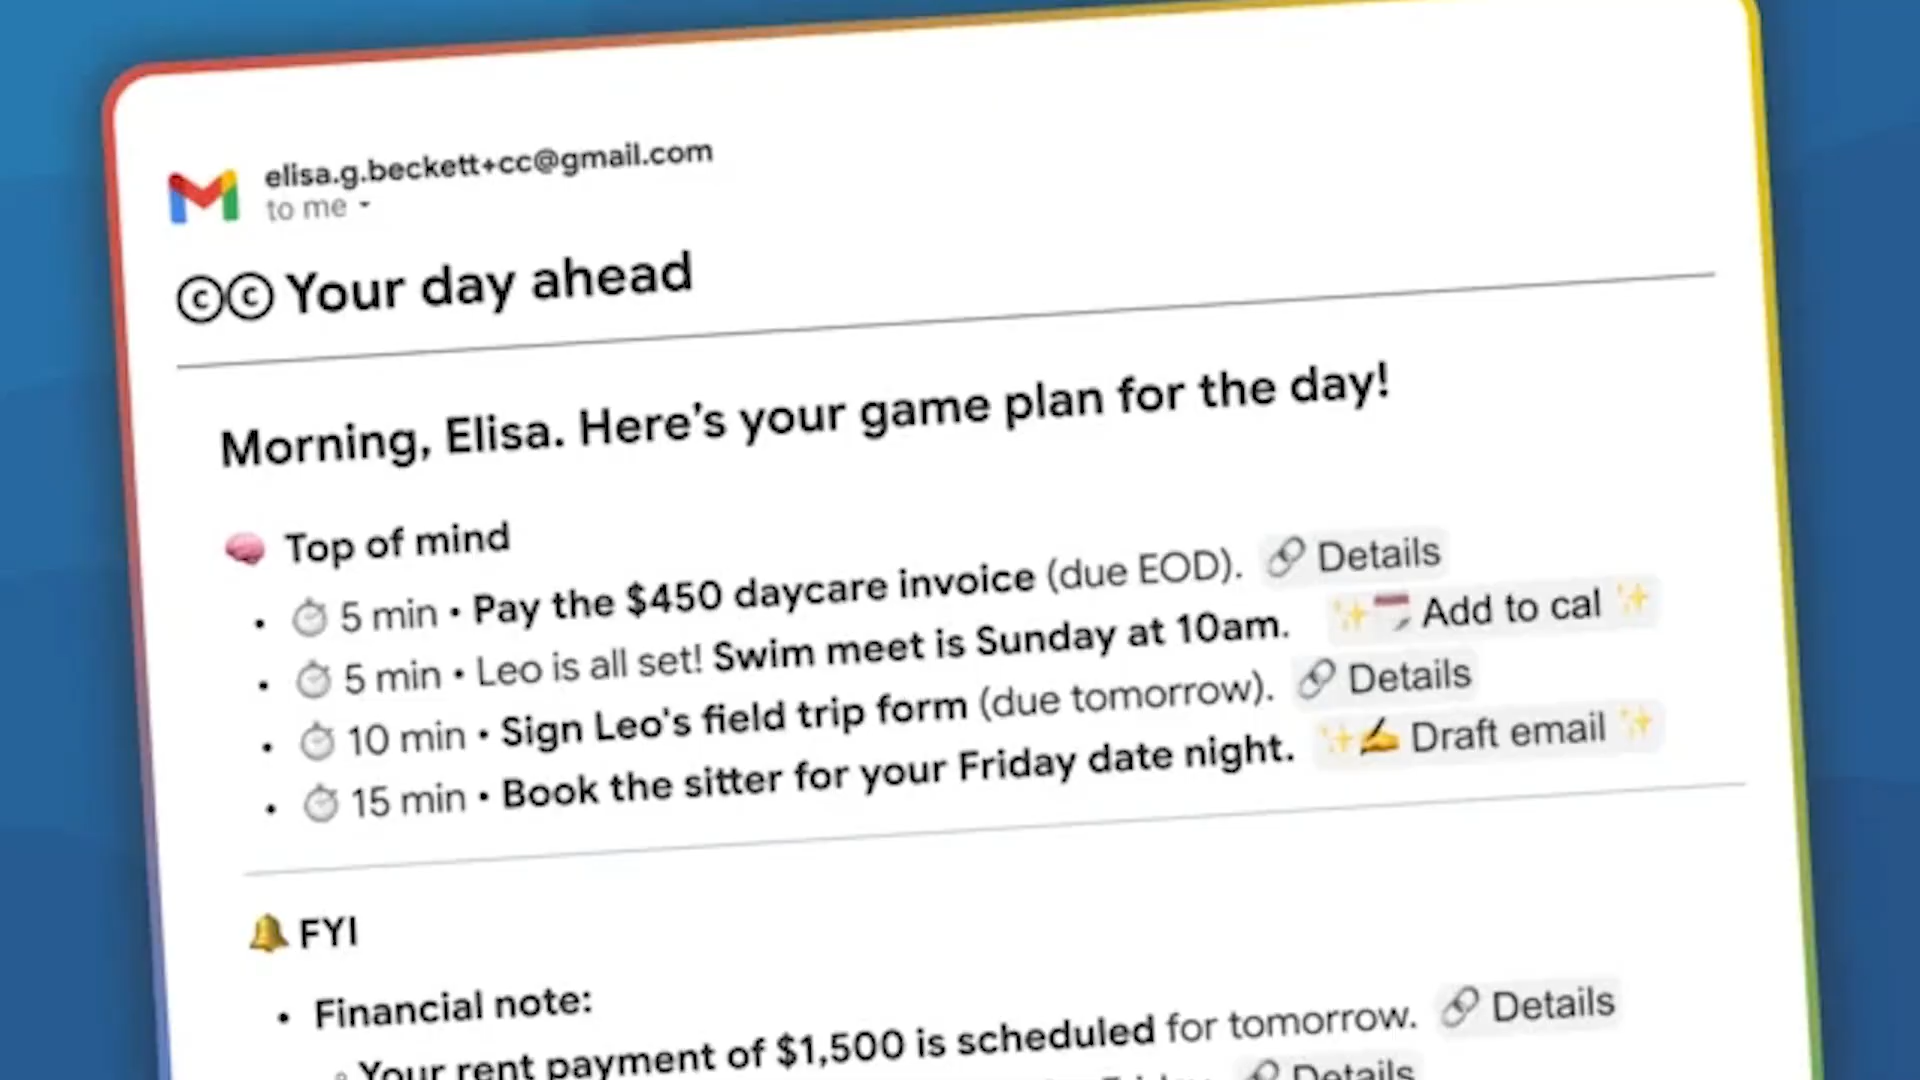 elisa.g.beckett+cc@gmail.com
to me
©© Your day ahead
Morning, Elisa. Here's your game plan for the day!
🧠 Top of mind
• ⏱ 5 min • Pay the $450 daycare invoice (due EOD). 🔗 Details
• ⏱ 5 min • Leo is all set! Swim meet is Sunday at 10am. ✨📅 Add to cal ✨
• ⏱ 10 min • Sign Leo's field trip form (due tomorrow). 🔗 Details
• ⏱ 15 min • Book the sitter for your Friday date night. ✨✍️ Draft email ✨
🔔 FYI
• Financial note:
◦ Your rent payment of $1,500 is scheduled for tomorrow. 🔗 Details
Friday. 🔗 Details